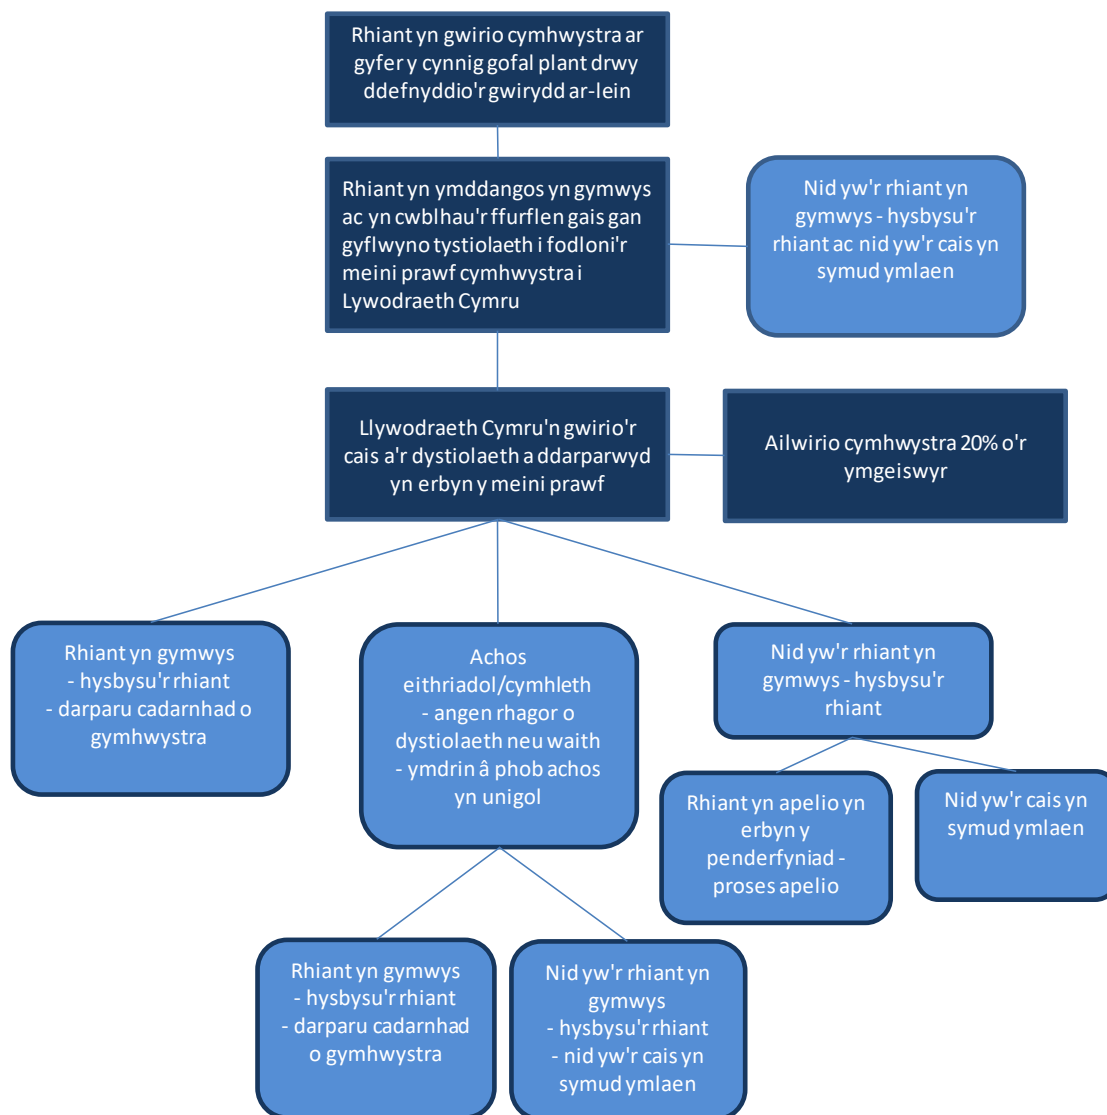 Rhiant yn gwirio cymhwystra ar
gyfer y cynnig gofal plant drwy
ddefnyddio'r gwirydd ar-lein
Rhiant yn ymddangos yn gymwys
ac yn cwblhau'r ffurflen gais gan
gyflwyno tystiolaeth i fodloni'r
meini prawf cymhwystra i
Lywodraeth Cymru
Nid yw'r rhiant yn
gymwys - hysbysu'r
rhiant ac nid yw'r cais yn
symud ymlaen
Llywodraeth Cymru'n gwirio'r
cais a'r dystiolaeth a ddarparwyd
yn erbyn y meini prawf
Ailwirio cymhwystra 20% o'r
ymgeiswyr
Rhiant yn gymwys
- hysbysu'r rhiant
- darparu cadarnhad o
gymhwystra
Achos
eithriadol/cymhleth
- angen rhagor o
dystiolaeth neu waith
- ymdrin â phob achos
yn unigol
Nid yw'r rhiant yn
gymwys - hysbysu'r
rhiant
Rhiant yn apelio yn
erbyn y
penderfyniad -
proses apelio
Nid yw'r cais yn
symud ymlaen
Rhiant yn gymwys
- hysbysu'r rhiant
- darparu cadarnhad
o gymhwystra
Nid yw'r rhiant yn
gymwys
- hysbysu'r rhiant
- nid yw'r cais yn
symud ymlaen